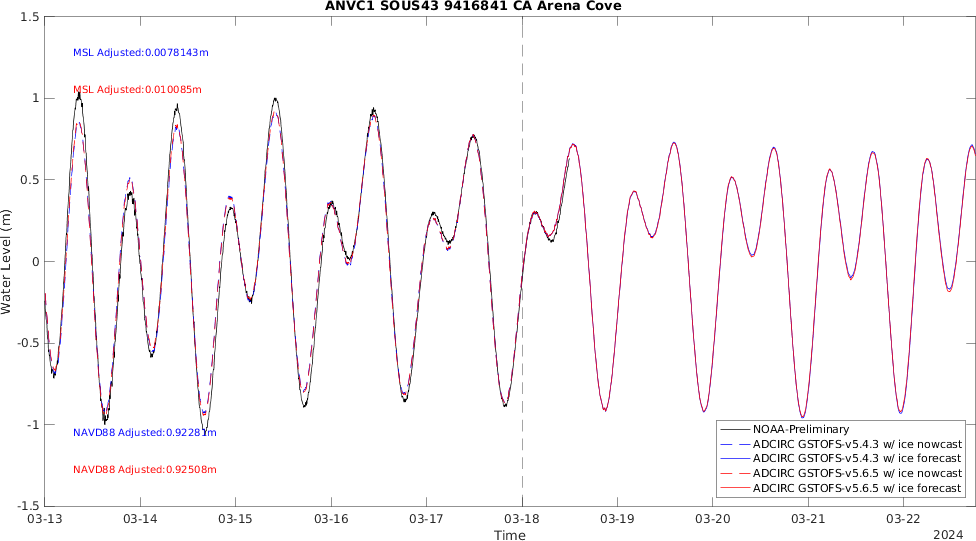 ANVC1 SOUS43 9416841 CA Arena Cove
1.5
MSL Adjusted:0.0078143m
MSL Adjusted:0.010085m
1
0.5
Water Level (m)
0
-0.5
-1
NAVD88 Adjusted:0.92281m
NOAA-Preliminary
ADCIRC GSTOFS-v5.4.3 w/ ice nowcast
ADCIRC GSTOFS-v5.4.3 w/ ice forecast
NAVD88 Adjusted:0.92508m
ADCIRC GSTOFS-v5.6.5 w/ ice nowcast
ADCIRC GSTOFS-v5.6.5 w/ ice forecast
-1.5
03-13 03-14 03-15 03-16 03-17 03-18 03-19 03-20 03-21 03-22
Time
2024